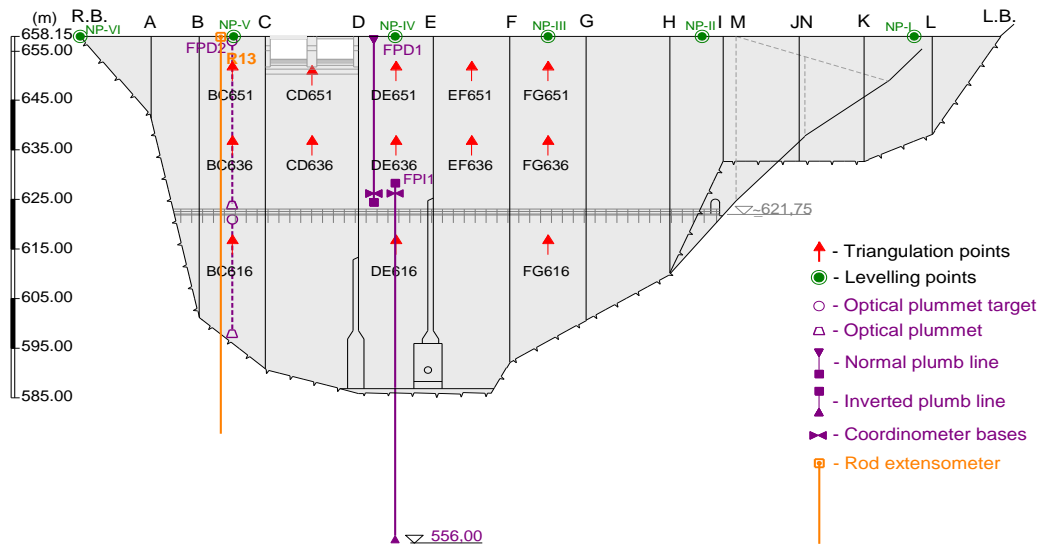 (m) R.B. A B C D E F G H I M JN K L L.B.
NP-VI NP-V NP-IV NP-III NP-II NP-I
658.15
655.00
645.00
635.00
625.00
615.00
605.00
595.00
585.00
FPD2 FPD1
R13
BC651 CD651 DE651 EF651 FG651
BC636 CD636 DE636 EF636 FG636
FPI1
~621,75
BC616 DE616 FG616
- Triangulation points
- Levelling points
- Optical plummet target
- Optical plummet
- Normal plumb line
- Inverted plumb line
- Coordinometer bases
- Rod extensometer
556,00